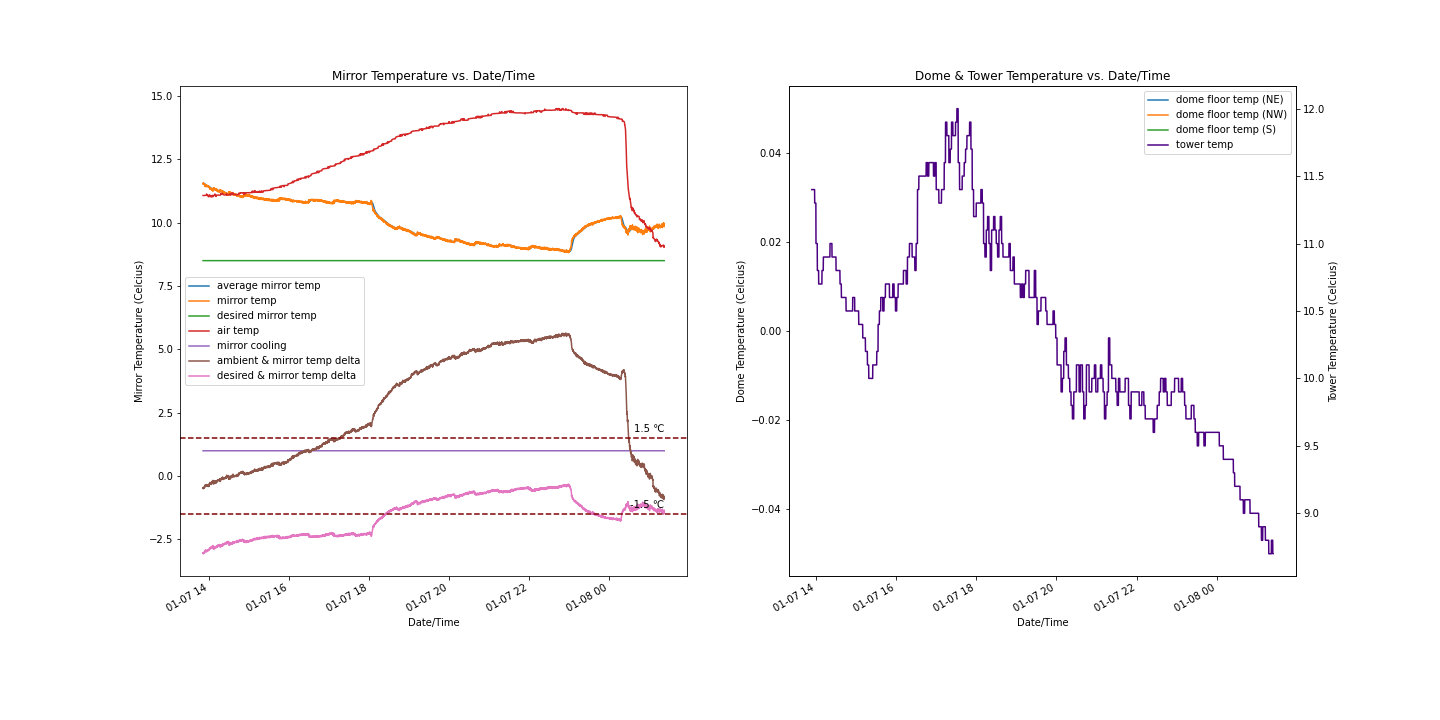 Mirror Temperature vs. Date/Time
15.0
12.5
10.0
7.5
5.0
2.5
0.0
−2.5
Mirror Temperature (Celcius)
average mirror temp
mirror temp
desired mirror temp
air temp
mirror cooling
ambient & mirror temp delta
desired & mirror temp delta
1.5 °C
-1.5 °C
01-07 14
01-07 16
01-07 18
01-07 20
01-07 22
01-08 00
Date/Time
Dome & Tower Temperature vs. Date/Time
0.04
0.02
0.00
−0.02
−0.04
Dome Temperature (Celcius)
dome floor temp (NE)
dome floor temp (NW)
dome floor temp (S)
tower temp
12.0
11.5
11.0
10.5
10.0
9.5
9.0
Tower Temperature (Celcius)
01-07 14
01-07 16
01-07 18
01-07 20
01-07 22
01-08 00
Date/Time